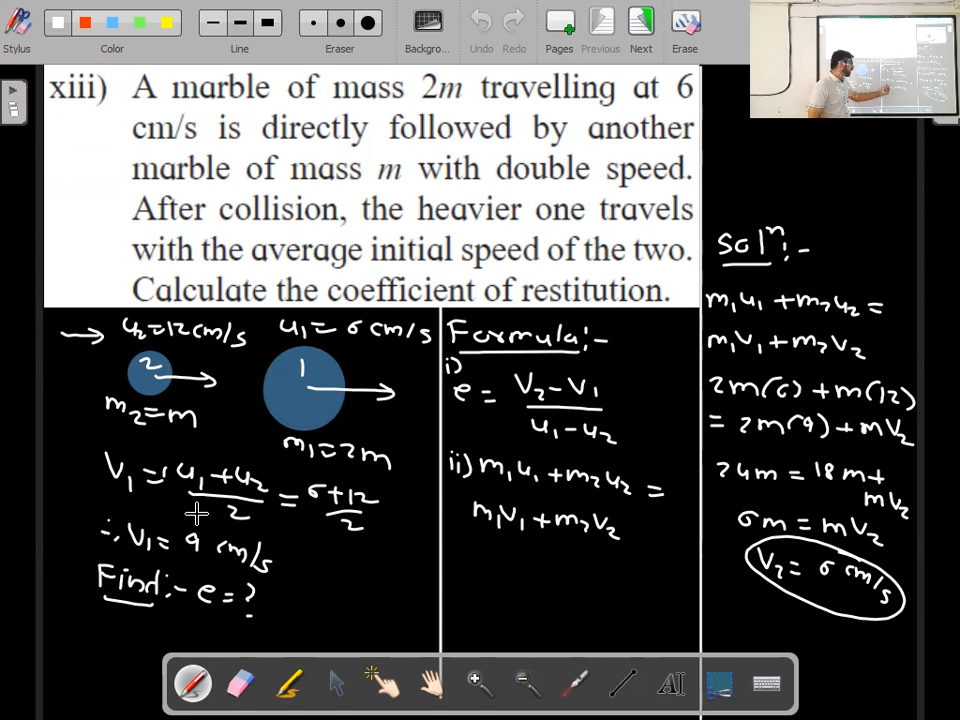 Stylus
Color
Line
Eraser
Backgro...
Undo
Redo
Pages
Previous
Next
Erase
xiii) A marble of mass 2m travelling at 6
cm/s is directly followed by another
marble of mass m with double speed.
After collision, the heavier one travels
with the average initial speed of the two.
Calculate the coefficient of restitution.
u₂=12cm/s
u₁= 6 cm/s
2
1
m₂=m
m₁=2m
V₁ = u₁+u₂/2 = 6+12/2
∴ V₁= 9 cm/s
Find:- e=?
Formula:-
i)
e = V₂-V₁/u₁-u₂
ii) m₁u₁+m₂u₂ =
m₁V₁+m₂V₂
Solⁿ:-
m₁u₁+m₂u₂=
m₁V₁+m₂V₂
2m(6)+m(12)
= 2m(9)+mV₂
24m = 18m+
mV₂
6m = mV₂
V₂= 6 cm/s
AI